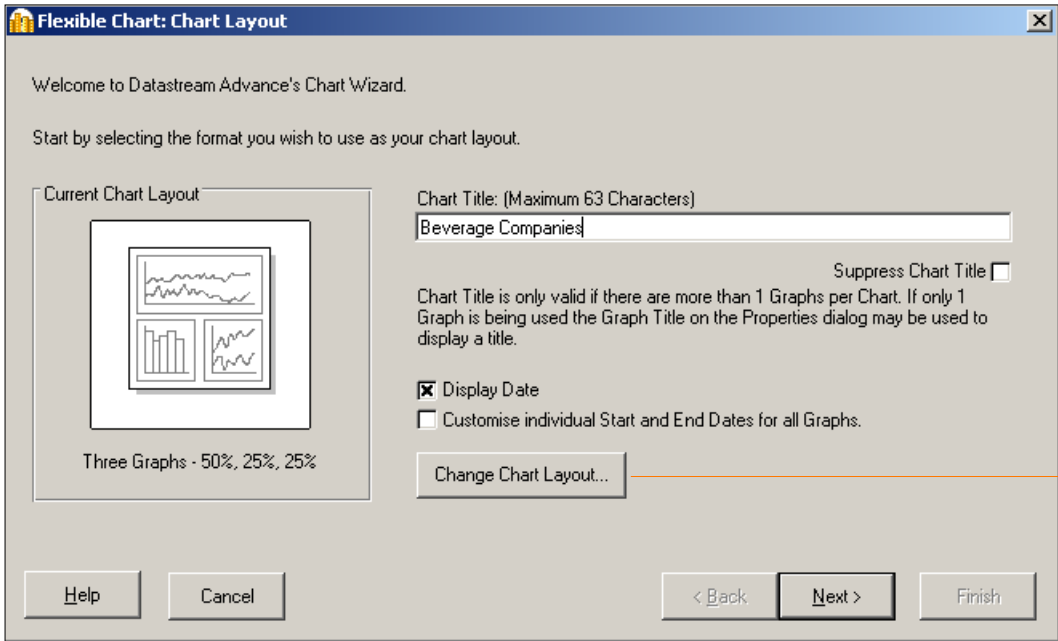 Flexible Chart: Chart Layout
Welcome to Datastream Advance's Chart Wizard.
Start by selecting the format you wish to use as your chart layout.
Current Chart Layout
Three Graphs - 50%, 25%, 25%
Chart Title: (Maximum 63 Characters)
Beverage Companies
Suppress Chart Title
Chart Title is only valid if there are more than 1 Graphs per Chart. If only 1
Graph is being used the Graph Title on the Properties dialog may be used to
display a title.
Display Date
Customise individual Start and End Dates for all Graphs.
Change Chart Layout...
Help
Cancel
< Back
Next >
Finish